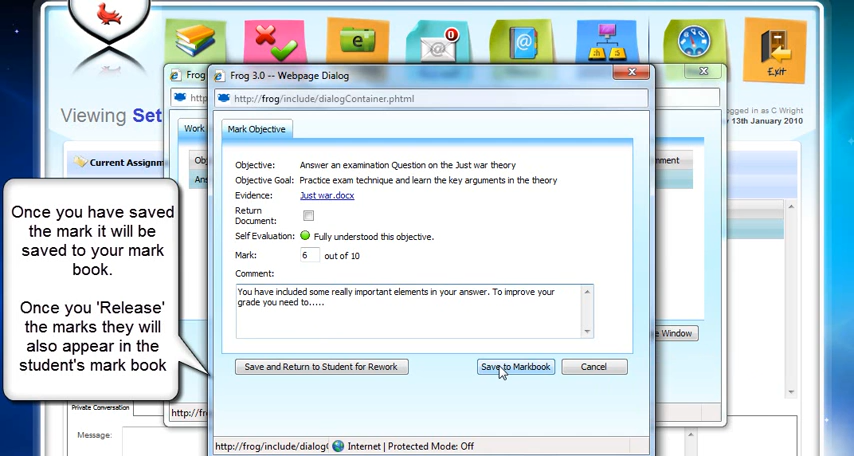 0
e
Exit
Frog
Frog 3.0 -- Webpage Dialog
http
http://frog/include/dialogContainer.phtml
Viewing Set
ogged in as C Wright
13th January 2010
Work
Mark Objective
Current Assignm
Ob
mment
Objective: Answer an examination Question on the Just war theory
Ans
Objective Goal: Practice exam technique and learn the key arguments in the theory
Evidence: Just war.docx
Return
Document:
Self Evaluation: Fully understood this objective.
Mark: 6 out of 10
Comment:
You have included some really important elements in your answer. To improve your
grade you need to.....
Once you have saved
the mark it will be
saved to your mark
book.
Once you 'Release'
the marks they will
also appear in the
student's mark book
e Window
Save and Return to Student for Rework
Save to Markbook
Cancel
Private Conversation
http://f
Message:
http://frog/include/dialog
Internet | Protected Mode: Off